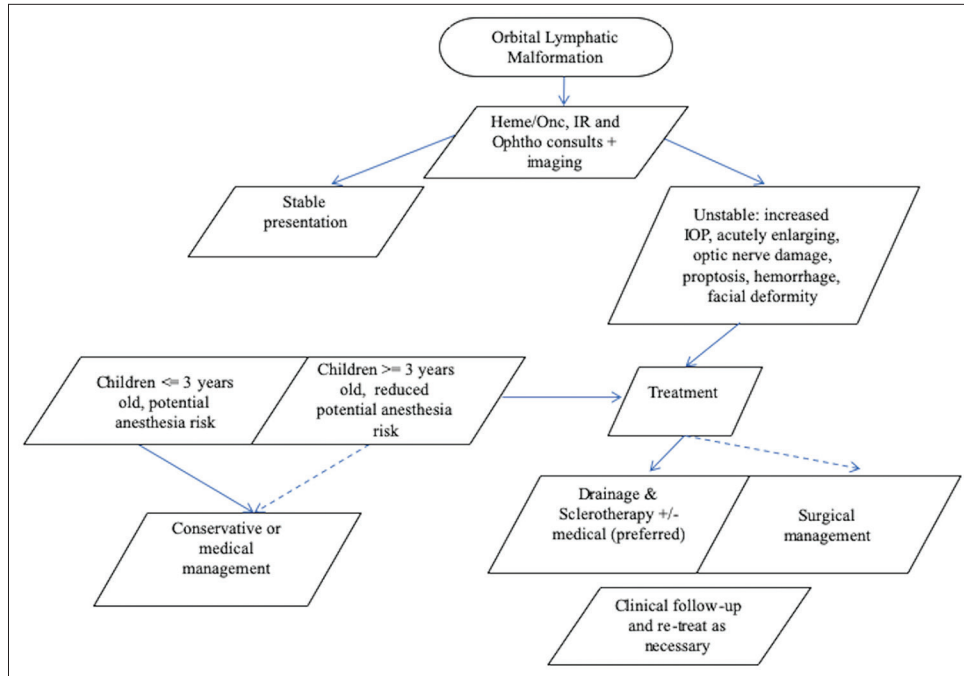 Orbital Lymphatic
Malformation
Heme/Onc, IR and
Ophtho consults +
imaging
Stable
presentation
Unstable: increased
IOP, acutely enlarging,
optic nerve damage,
proptosis, hemorrhage,
facial deformity
Children <= 3 years
old, potential
anesthesia risk
Children >= 3 years
old, reduced
potential anesthesia
risk
Treatment
Conservative or
medical
management
Drainage &
Sclerotherapy +/-
medical (preferred)
Surgical
management
Clinical follow-up
and re-treat as
necessary